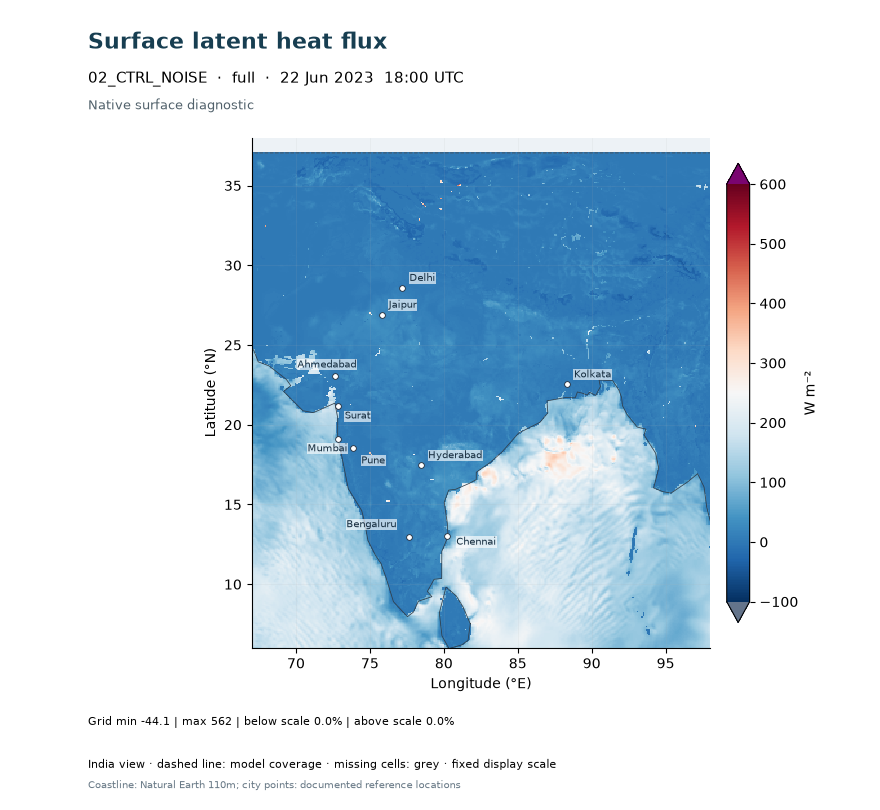 Surface latent heat flux
02_CTRL_NOISE · full · 22 Jun 2023 18:00 UTC
Native surface diagnostic
35
30
25
20
15
10
Latitude (°N)
70
75
80
85
90
95
Longitude (°E)
Delhi
Jaipur
Ahmedabad
Kolkata
Surat
Mumbai
Pune
Hyderabad
Bengaluru
Chennai
600
500
400
300
200
100
0
−100
W m⁻²
Grid min -44.1 | max 562 | below scale 0.0% | above scale 0.0%
India view · dashed line: model coverage · missing cells: grey · fixed display scale
Coastline: Natural Earth 110m; city points: documented reference locations